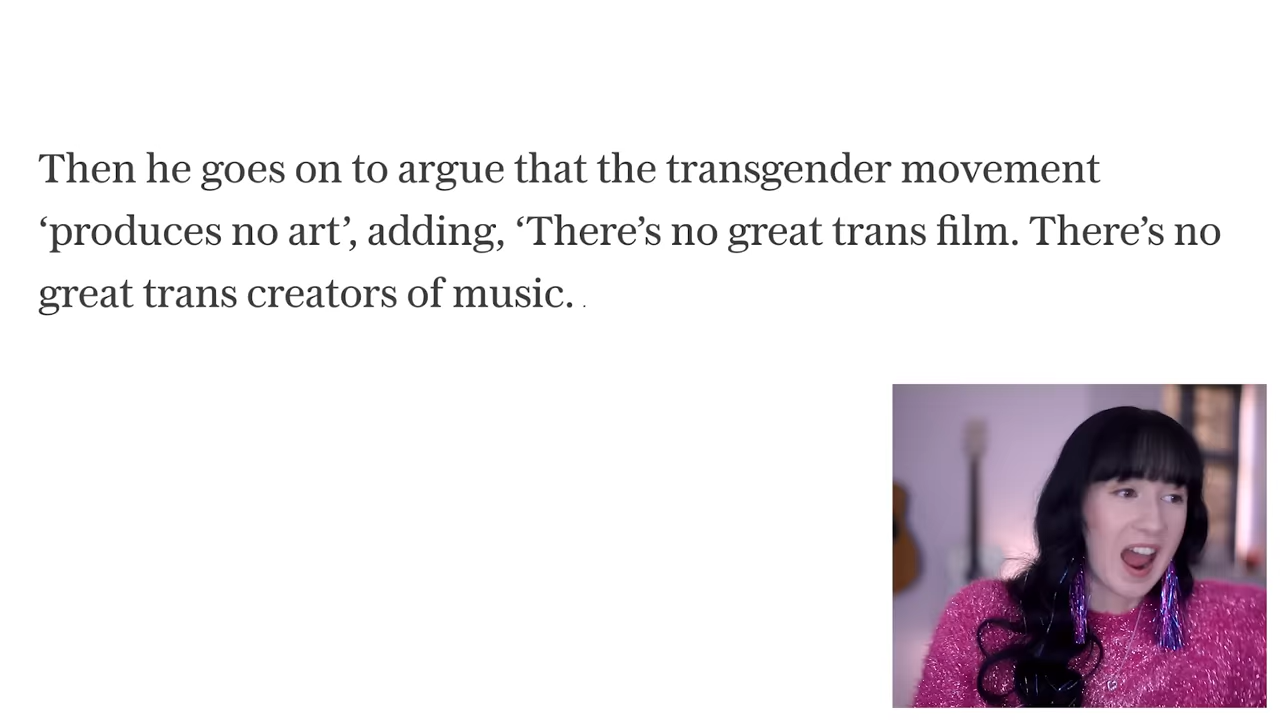 Then he goes on to argue that the transgender movement
‘produces no art’, adding, ‘There’s no great trans film. There’s no
great trans creators of music. .